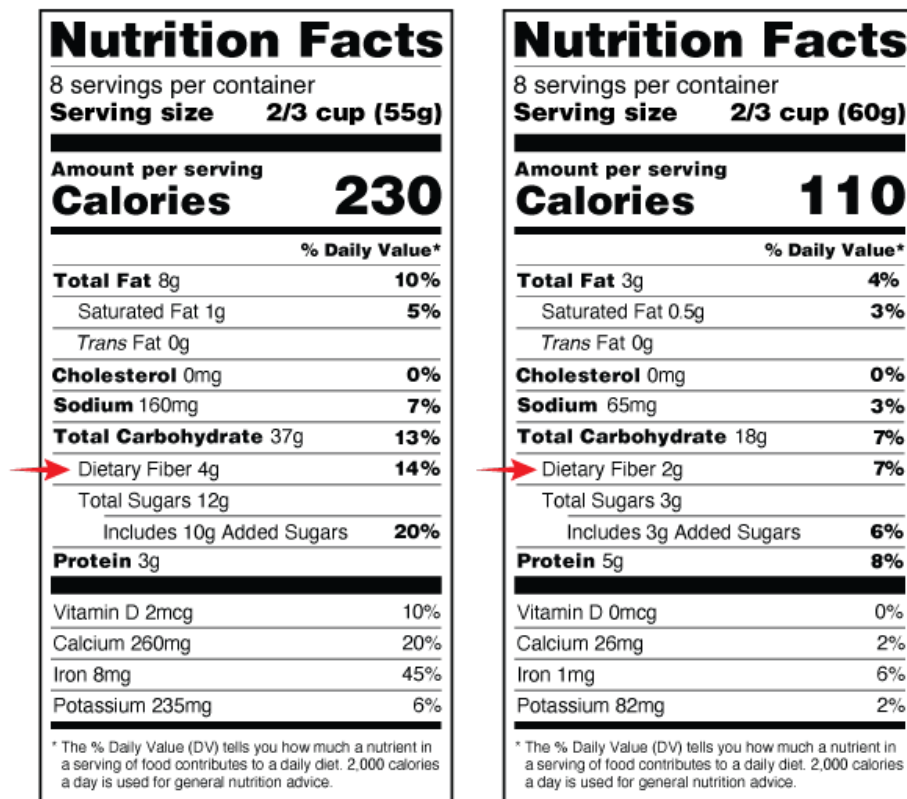 Nutrition Facts
8 servings per container
Serving size 2/3 cup (55g)
Amount per serving
Calories 230
% Daily Value*
Total Fat 8g 10%
Saturated Fat 1g 5%
Trans Fat 0g
Cholesterol 0mg 0%
Sodium 160mg 7%
Total Carbohydrate 37g 13%
Dietary Fiber 4g 14%
Total Sugars 12g
Includes 10g Added Sugars 20%
Protein 3g
Vitamin D 2mcg 10%
Calcium 260mg 20%
Iron 8mg 45%
Potassium 235mg 6%
* The % Daily Value (DV) tells you how much a nutrient in
a serving of food contributes to a daily diet. 2,000 calories
a day is used for general nutrition advice.
Nutrition Facts
8 servings per container
Serving size 2/3 cup (60g)
Amount per serving
Calories 110
% Daily Value*
Total Fat 3g 4%
Saturated Fat 0.5g 3%
Trans Fat 0g
Cholesterol 0mg 0%
Sodium 65mg 3%
Total Carbohydrate 18g 7%
Dietary Fiber 2g 7%
Total Sugars 3g
Includes 3g Added Sugars 6%
Protein 5g 8%
Vitamin D 0mcg 0%
Calcium 26mg 2%
Iron 1mg 6%
Potassium 82mg 2%
* The % Daily Value (DV) tells you how much a nutrient in
a serving of food contributes to a daily diet. 2,000 calories
a day is used for general nutrition advice.